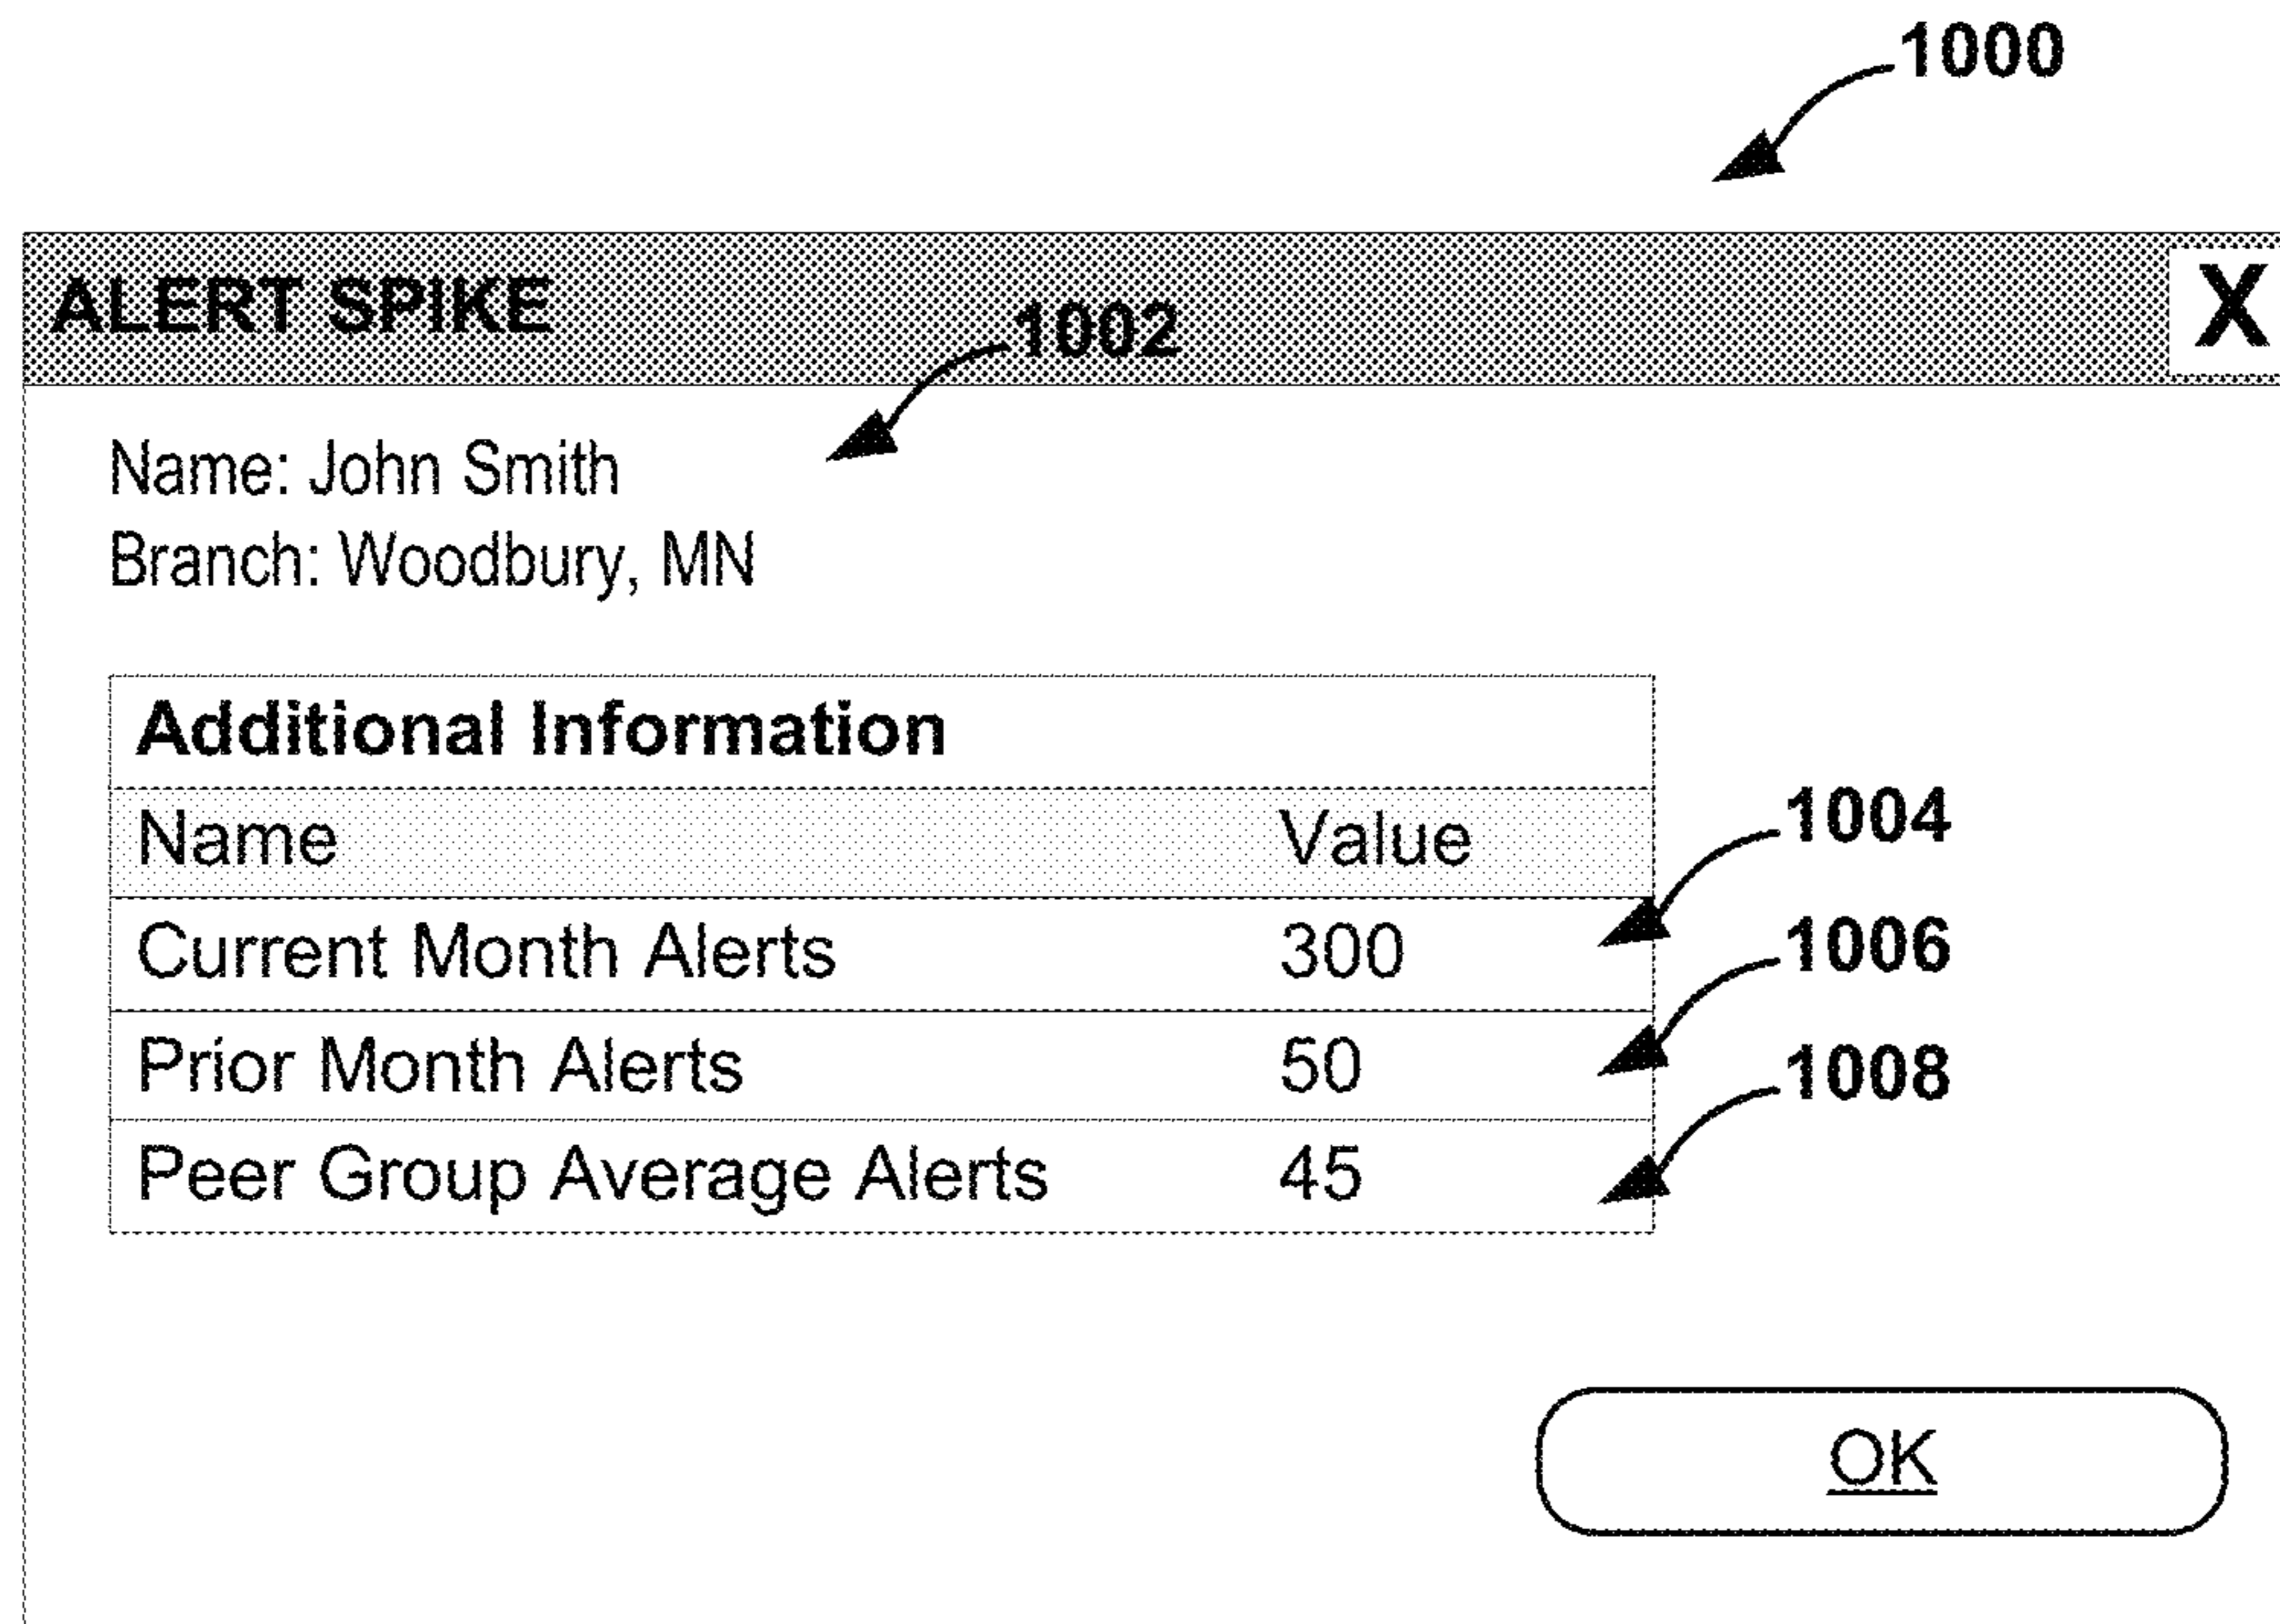 1000
ALERT SPIKE X
1002
Name: John Smith
Branch: Woodbury, MN
Additional Information
Name Value
1004
Current Month Alerts 300
1006
Prior Month Alerts 50
1008
Peer Group Average Alerts 45
OK